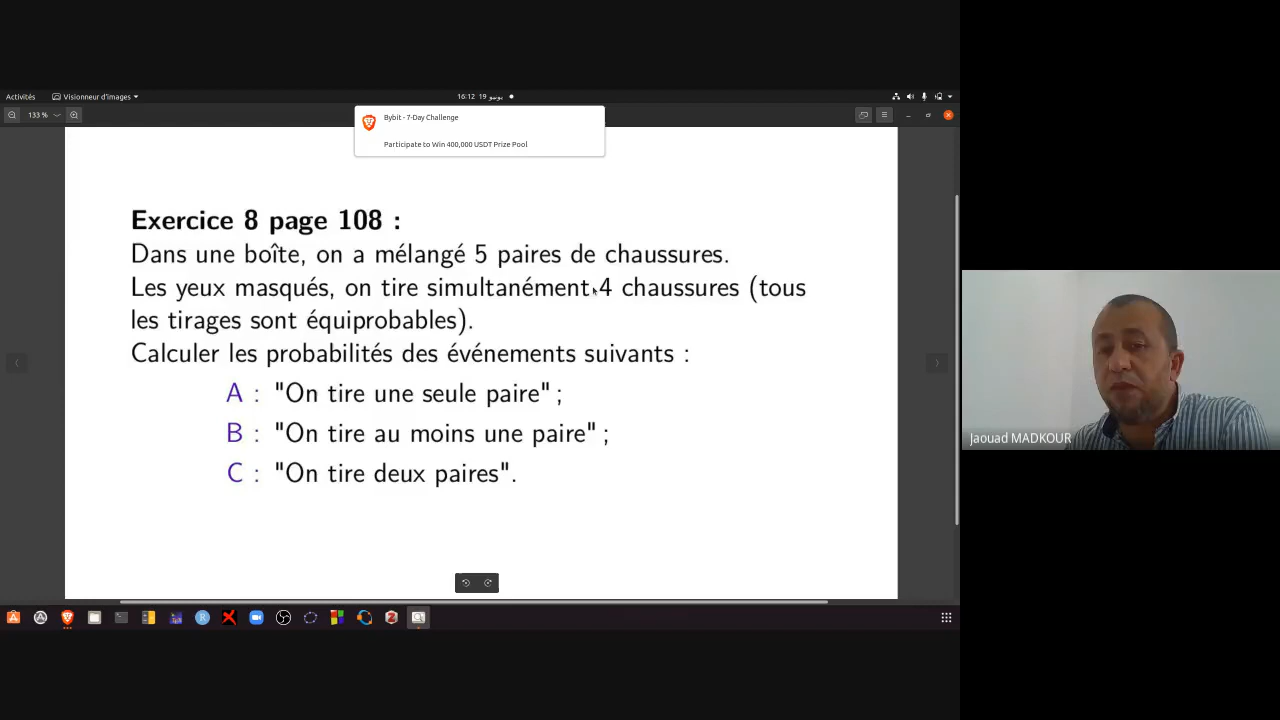 Activités
Visionneur d'images
16:12 19 يونيو
133 %
Bybit - 7-Day Challenge
Participate to Win 400,000 USDT Prize Pool
Exercice 8 page 108 :
Dans une boîte, on a mélangé 5 paires de chaussures.
Les yeux masqués, on tire simultanément 4 chaussures (tous
les tirages sont équiprobables).
Calculer les probabilités des événements suivants :
A : "On tire une seule paire" ;
B : "On tire au moins une paire" ;
C : "On tire deux paires".
Jaouad MADKOUR